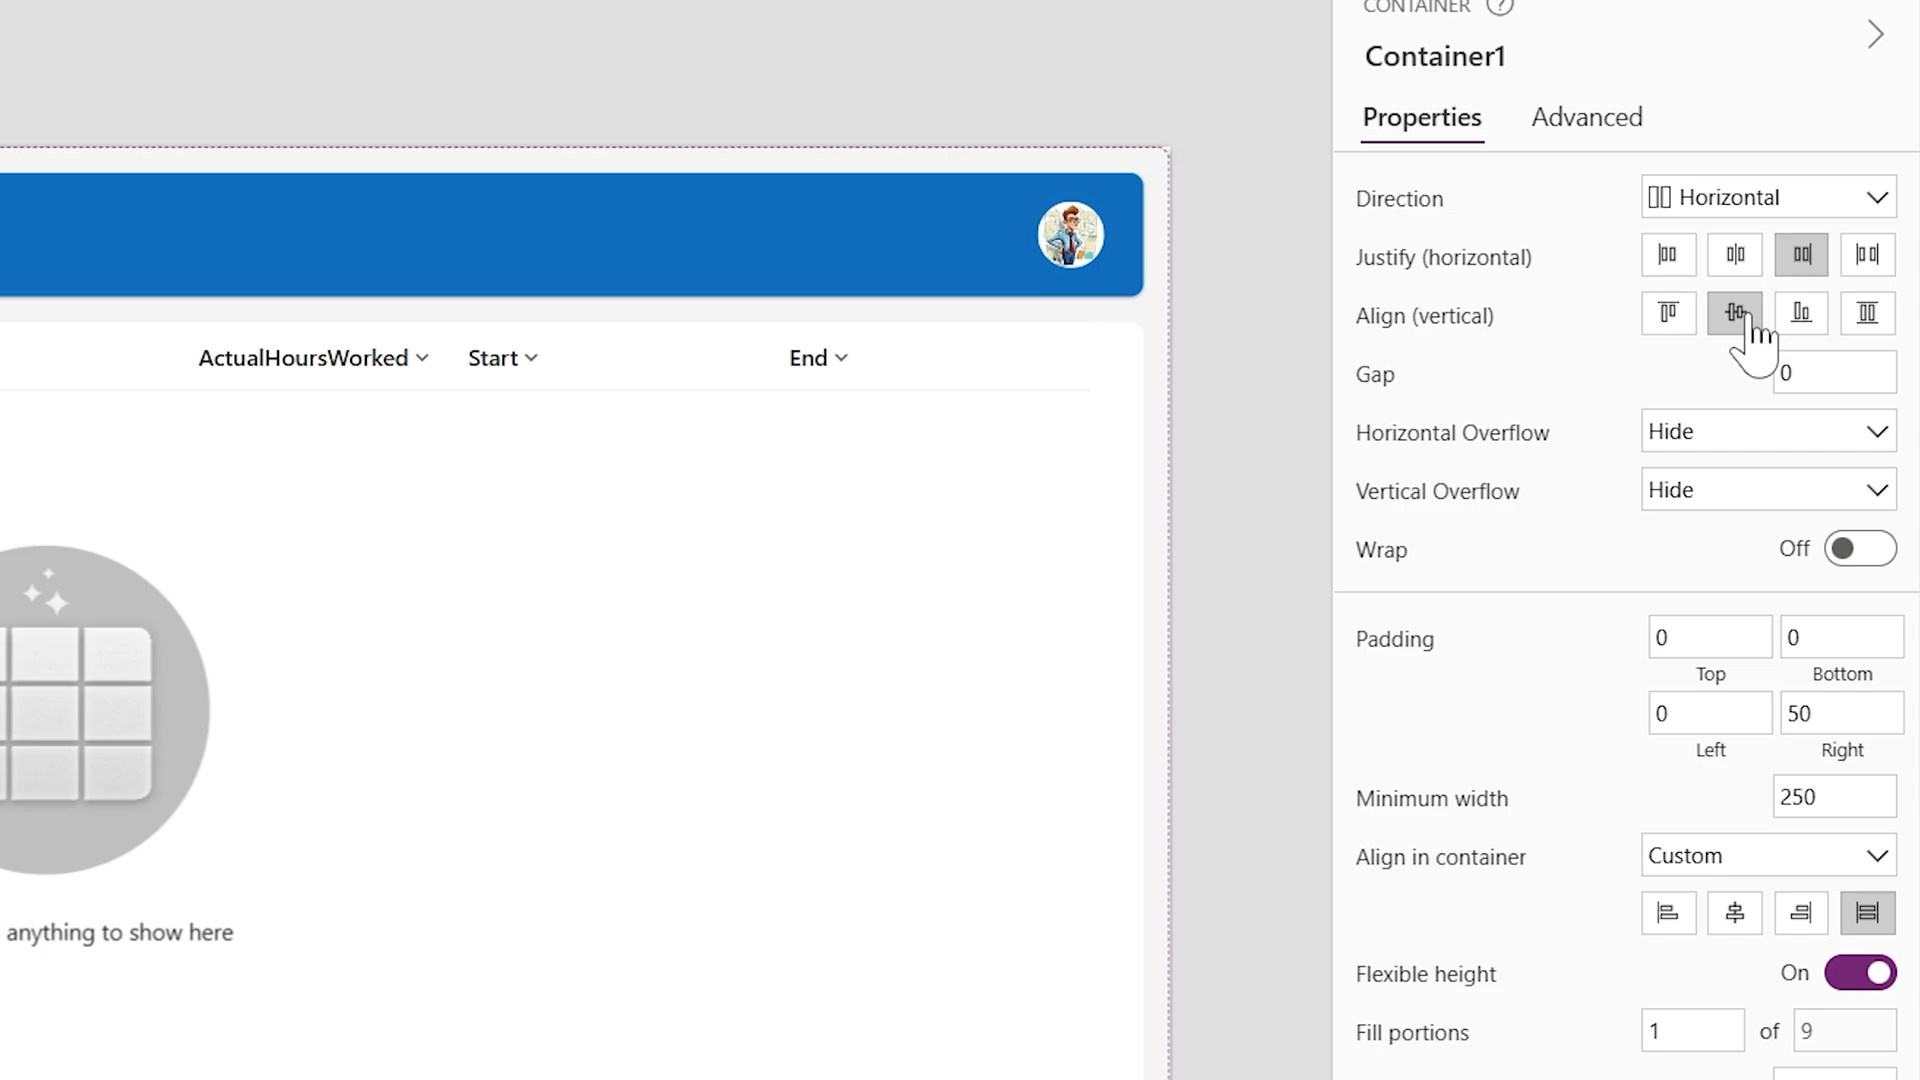 CONTAINER ?
Container1
Properties Advanced
Direction Horizontal
Justify (horizontal)
Align (vertical)
Gap 0
Horizontal Overflow Hide
Vertical Overflow Hide
Wrap Off
Padding 0 0
Top Bottom
0 50
Left Right
Minimum width 250
Align in container Custom
Flexible height On
Fill portions 1 of 9
ActualHoursWorked Start End
anything to show here